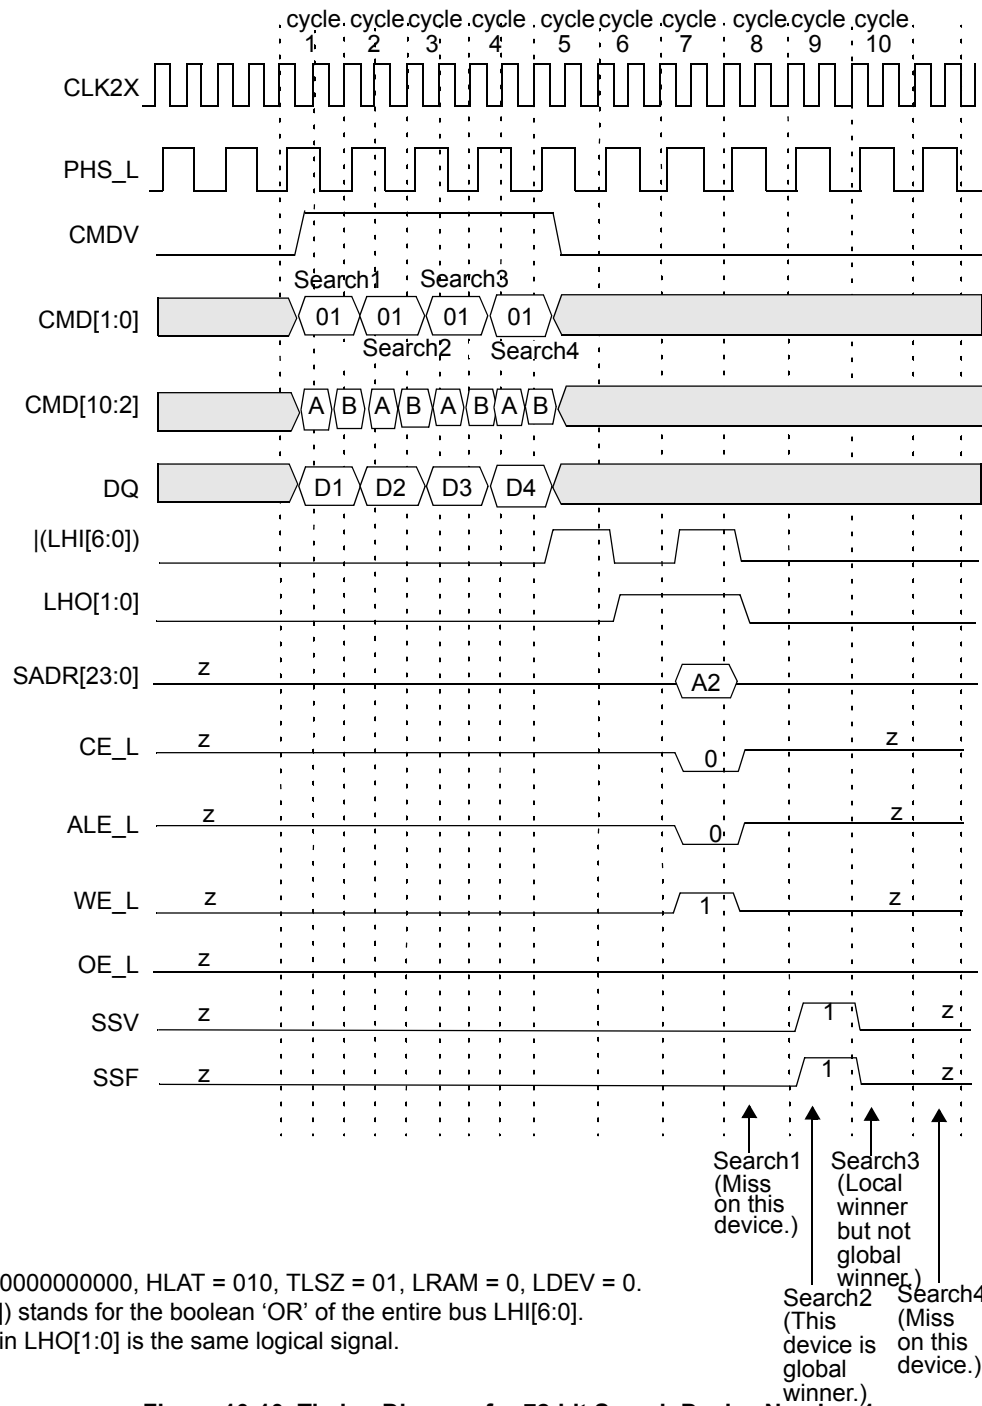 cycle cycle cycle cycle cycle cycle cycle cycle cycle cycle
1 2 3 4 5 6 7 8 9 10
CLK2X
PHS_L
CMDV
Search1 Search3
CMD[1:0] 01 01 01 01
Search2 Search4
CMD[10:2] A B A B A B A B
DQ D1 D2 D3 D4
|(LHI[6:0])
LHO[1:0]
SADR[23:0] z A2
CE_L z 0 z
ALE_L z 0 z
WE_L z 1 z
OE_L z
SSV z 1 z
SSF z 1 z
Search1
(Miss
on this
device.)
Search3
(Local
winner
but not
global
winner.)
Search2
(This
device is
global
winner.)
Search4
(Miss
on this
device.)
0000000000, HLAT = 010, TLSZ = 01, LRAM = 0, LDEV = 0.
|) stands for the boolean ‘OR’ of the entire bus LHI[6:0].
in LHO[1:0] is the same logical signal.